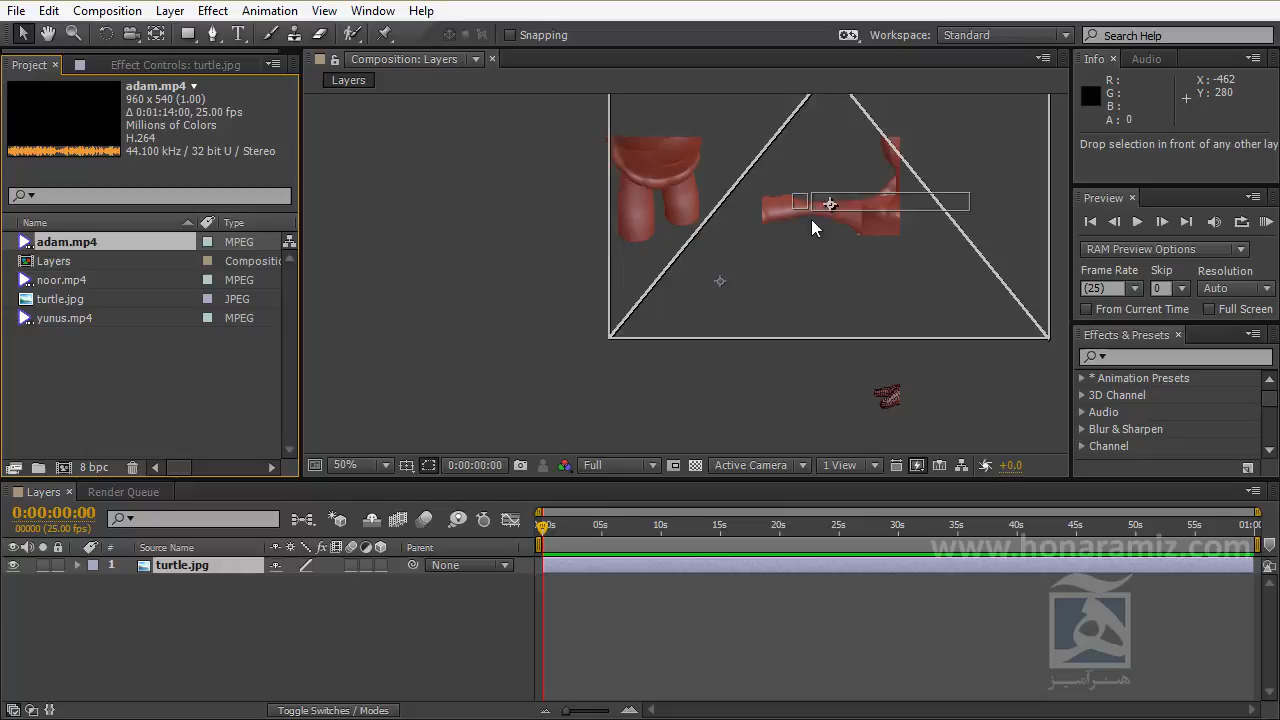 File Edit Composition Layer Effect Animation View Window Help
Snapping
Workspace: Standard
Search Help
Project
Effect Controls: turtle.jpg
adam.mp4
960 x 540 (1.00)
Δ 0:01:14:00, 25.00 fps
Millions of Colors
H.264
44.100 kHz / 32 bit U / Stereo
Name Type
adam.mp4 MPEG
Layers Compositio
noor.mp4 MPEG
turtle.jpg JPEG
yunus.mp4 MPEG
8 bpc
Composition: Layers
Layers
50% 0:00:00:00 Full Active Camera 1 View +0.0
Info Audio
R: X: -462
G: Y: 280
B:
A: 0
Drop selection in front of any other lay
Preview
RAM Preview Options
Frame Rate Skip Resolution
(25) 0 Auto
From Current Time Full Screen
Effects & Presets
* Animation Presets
3D Channel
Audio
Blur & Sharpen
Channel
Layers Render Queue
0:00:00:00
00000 (25.00 fps)
# Source Name fx Parent
1 turtle.jpg None
05s 10s 15s 20s 25s 30s 35s 40s 45s 50s 55s 01:0
www.honaramiz.com
هنرآمیز
Toggle Switches / Modes